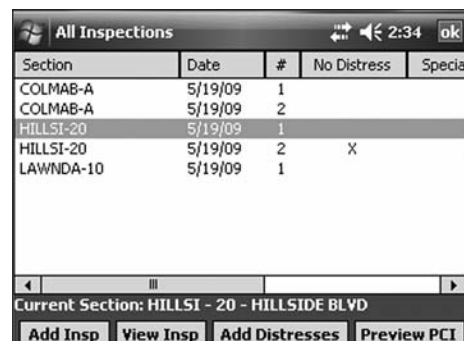 All Inspections 2:34 ok
Section Date # No Distress Specia
COLMAB-A 5/19/09 1
COLMAB-A 5/19/09 2
HILLSI-20 5/19/09 1
HILLSI-20 5/19/09 2 X
LAWNDA-10 5/19/09 1
Current Section: HILLSI - 20 - HILLSIDE BLVD
Add Insp View Insp Add Distresses Preview PCI